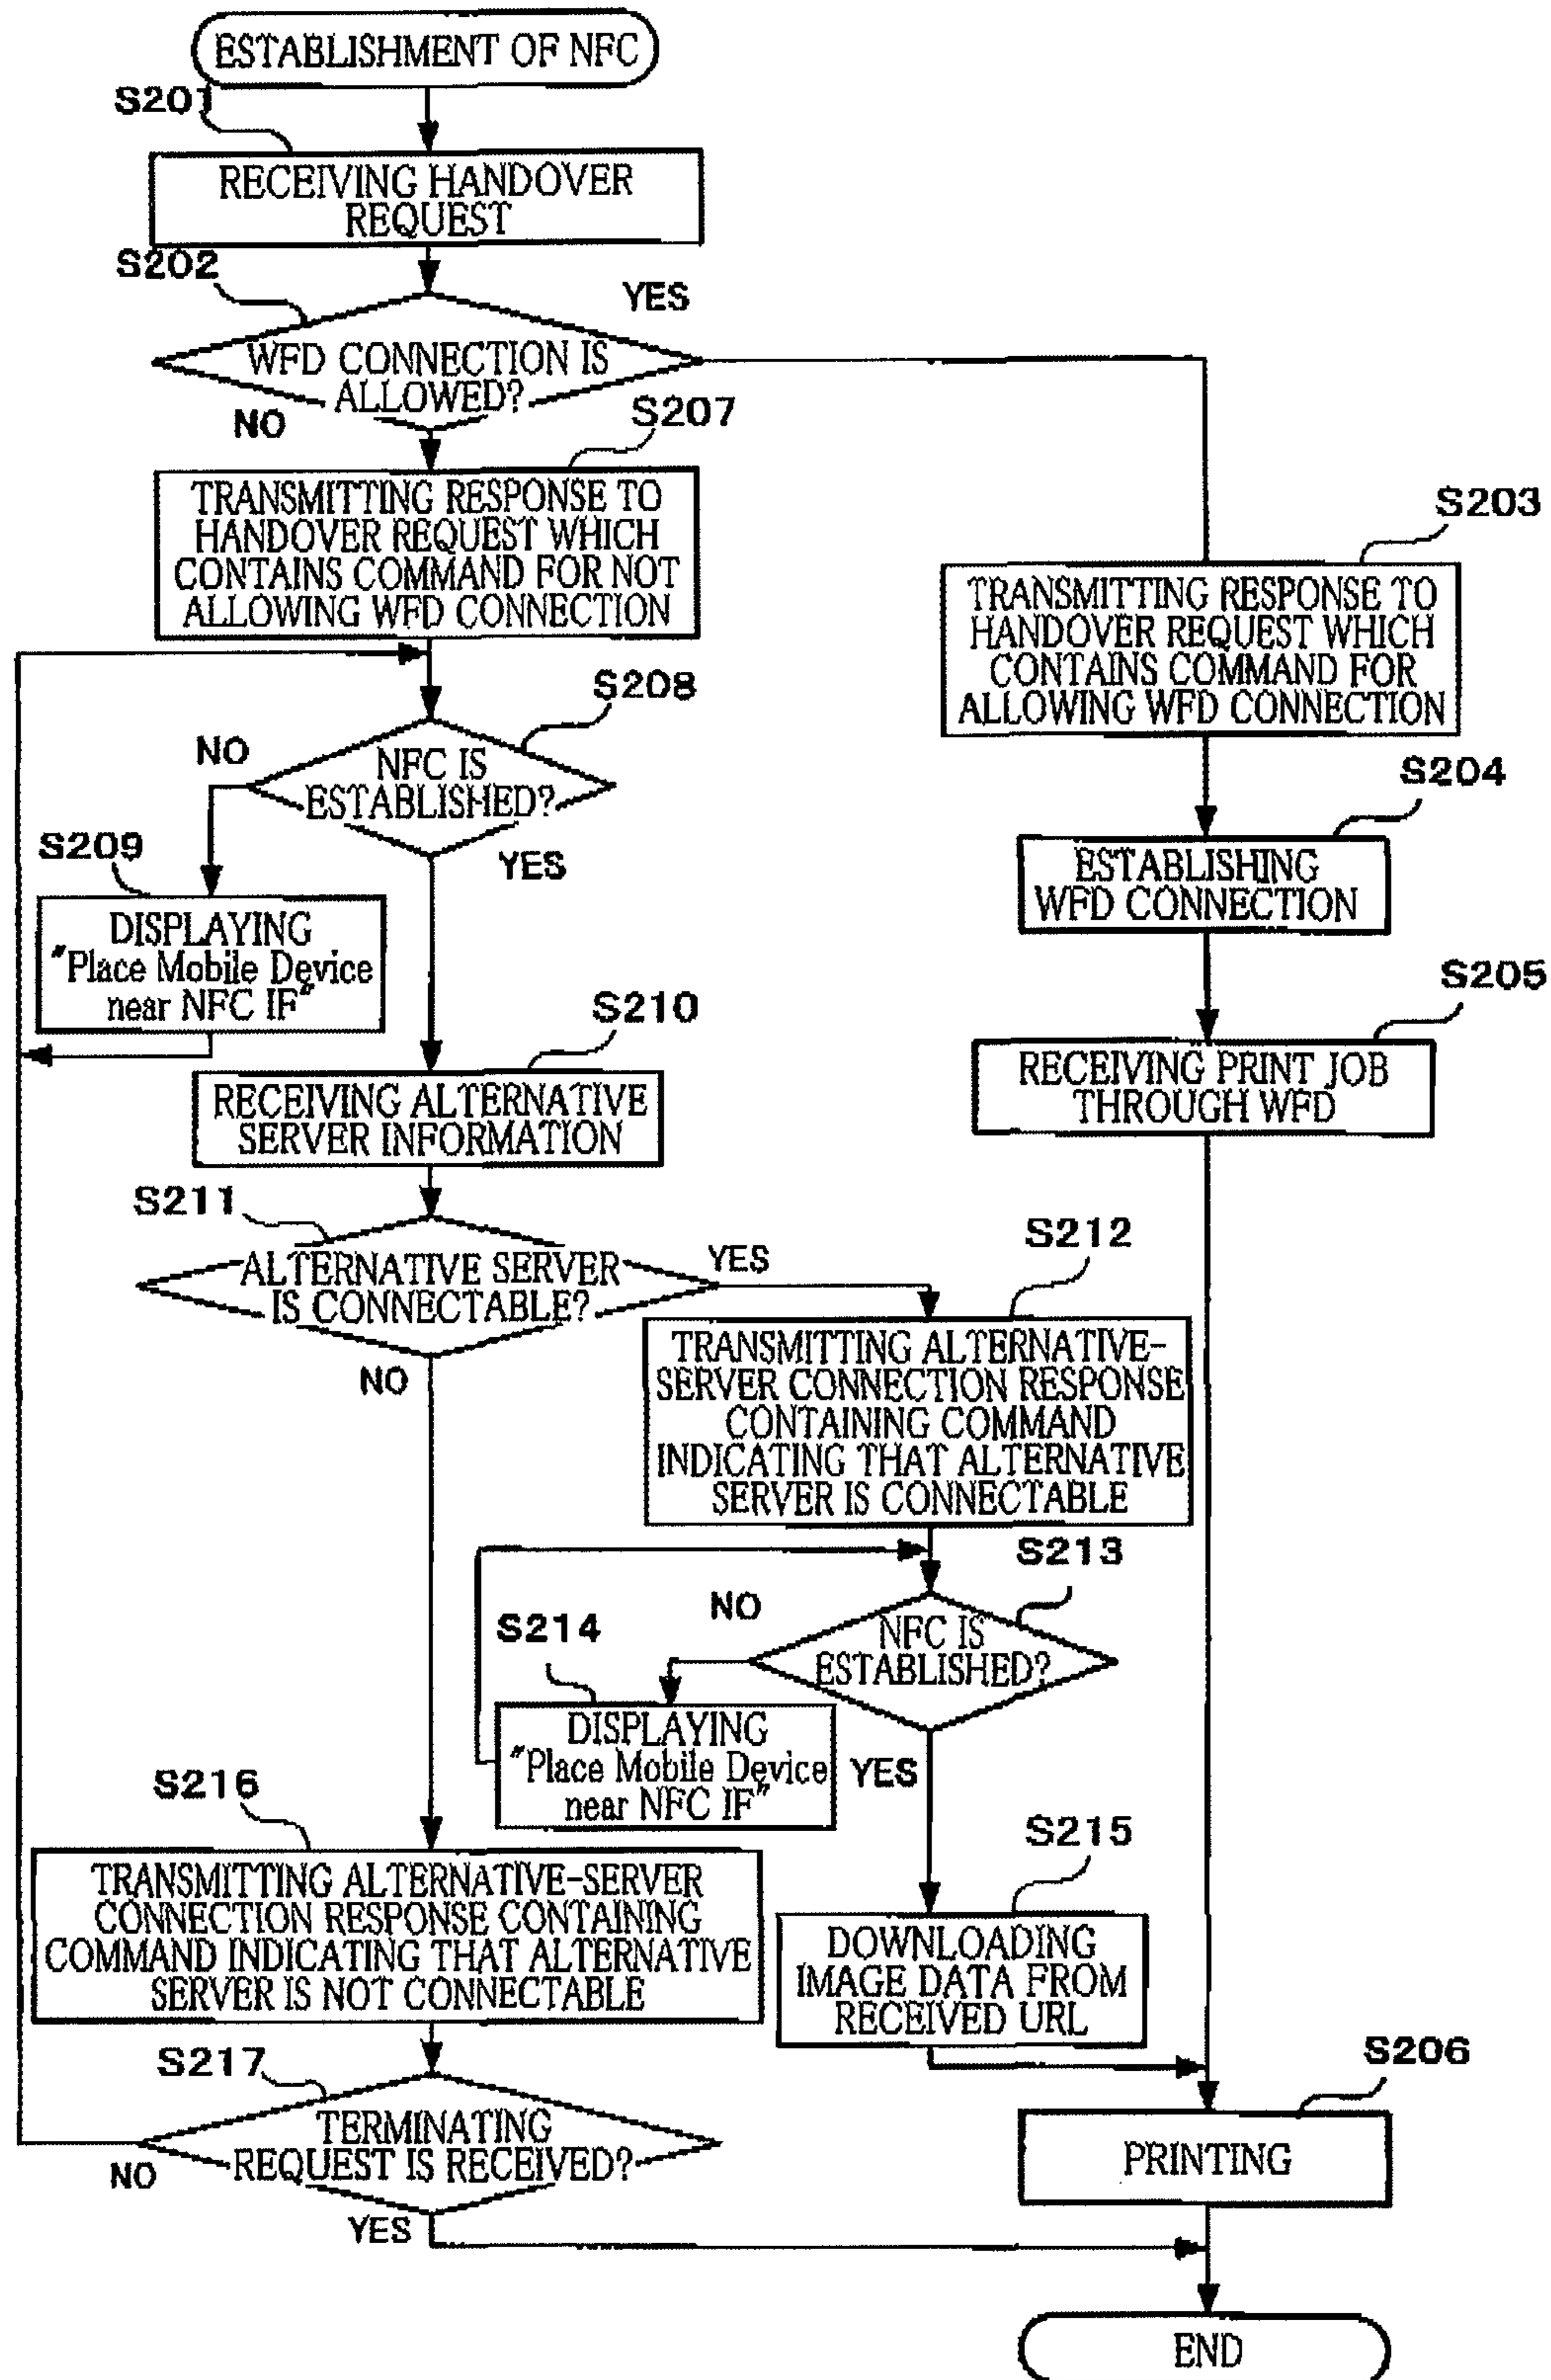 ESTABLISHMENT OF NFC
S201
RECEIVING HANDOVER
REQUEST
S202
YES
WFD CONNECTION IS
ALLOWED?
NO
S207
TRANSMITTING RESPONSE TO
HANDOVER REQUEST WHICH
CONTAINS COMMAND FOR NOT
ALLOWING WFD CONNECTION
S203
TRANSMITTING RESPONSE TO
HANDOVER REQUEST WHICH
CONTAINS COMMAND FOR
ALLOWING WFD CONNECTION
S208
NO
NFC IS
ESTABLISHED?
YES
S204
ESTABLISHING
WFD CONNECTION
S209
DISPLAYING
"Place Mobile Device
near NFC IF"
S205
RECEIVING PRINT JOB
THROUGH WFD
S210
RECEIVING ALTERNATIVE
SERVER INFORMATION
S211
ALTERNATIVE SERVER
IS CONNECTABLE?
YES
NO
S212
TRANSMITTING ALTERNATIVE-
SERVER CONNECTION RESPONSE
CONTAINING COMMAND
INDICATING THAT ALTERNATIVE
SERVER IS CONNECTABLE
S213
NO
NFC IS
ESTABLISHED?
S214
DISPLAYING
"Place Mobile Device
near NFC IF"
YES
S215
DOWNLOADING
IMAGE DATA FROM
RECEIVED URL
S216
TRANSMITTING ALTERNATIVE-SERVER
CONNECTION RESPONSE CONTAINING
COMMAND INDICATING THAT ALTERNATIVE
SERVER IS NOT CONNECTABLE
S217
TERMINATING
REQUEST IS RECEIVED?
NO
YES
S206
PRINTING
END